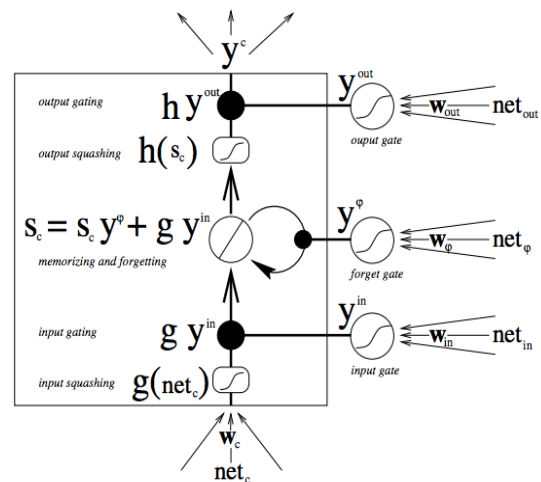 y^c
output gating h y^out y^out w_out net_out
ouput gate
output squashing h(s_c)
s_c = s_c y^φ + g y^in y^φ w_φ net_φ
memorizing and forgetting forget gate
input gating g y^in y^in w_in net_in
input gate
input squashing g(net_c)
w_c
net_c